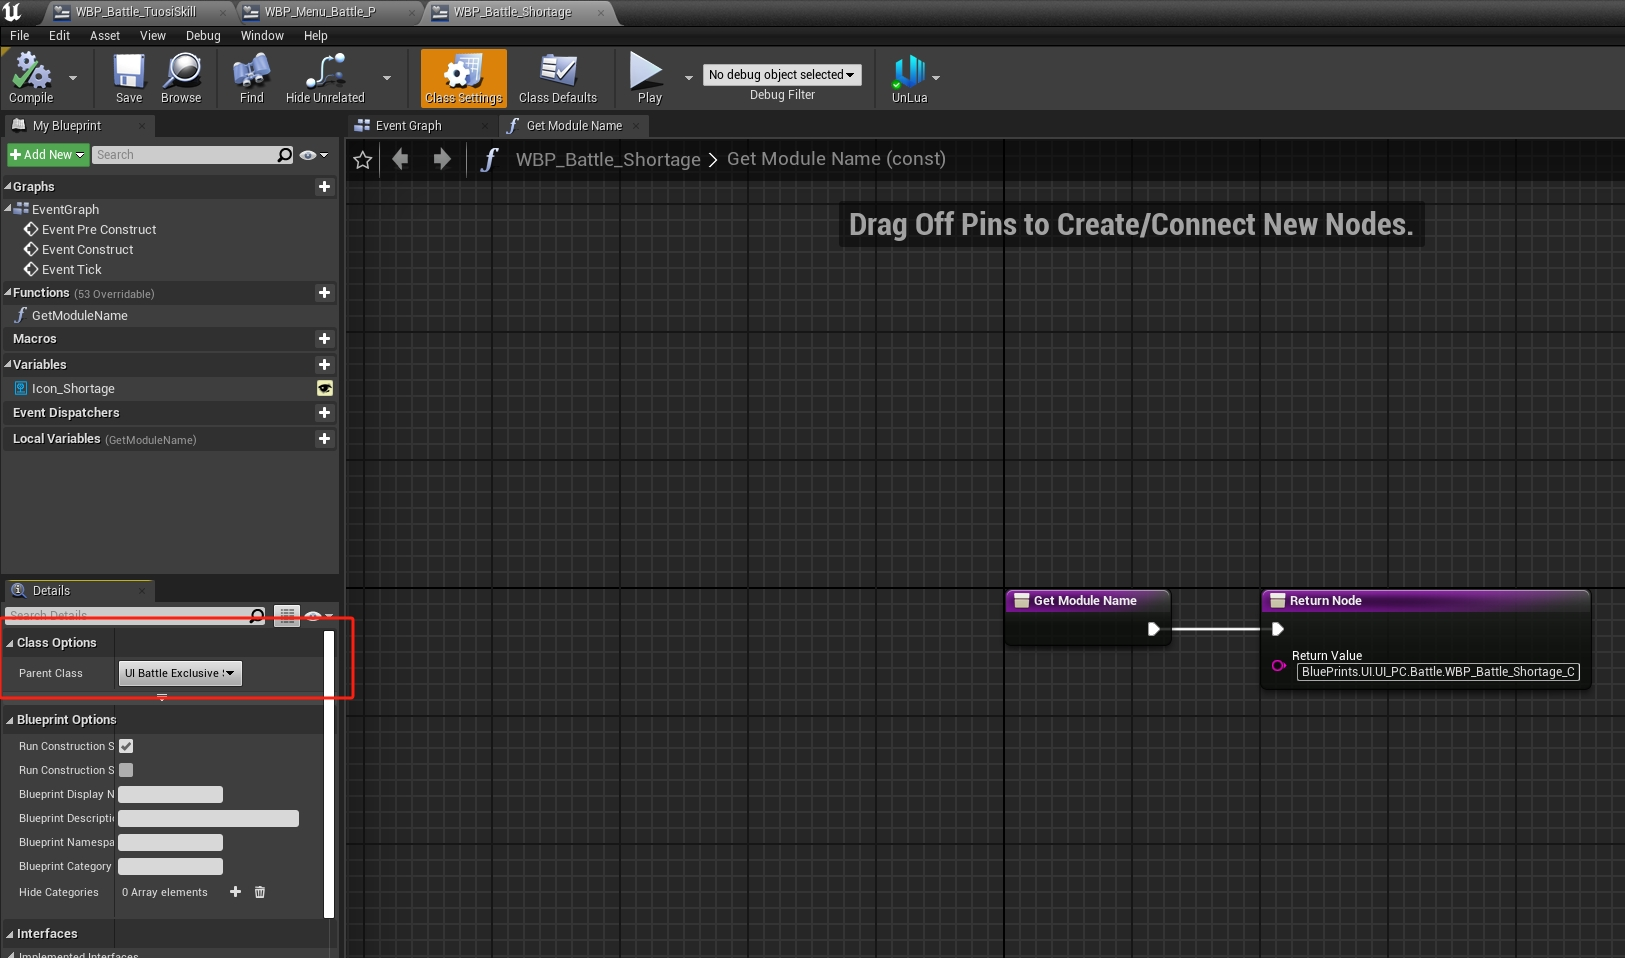 WBP_Battle_TuosiSkill
WBP_Menu_Battle_P
WBP_Battle_Shortage
File Edit Asset View Debug Window Help
Compile
Save
Browse
Find
Hide Unrelated
Class Settings
Class Defaults
Play
No debug object selected
Debug Filter
UnLua
My Blueprint
Event Graph
Get Module Name
Add New
Search
WBP_Battle_Shortage > Get Module Name (const)
Drag Off Pins to Create/Connect New Nodes.
Graphs
EventGraph
Event Pre Construct
Event Construct
Event Tick
Functions (53 Overridable)
GetModuleName
Macros
Variables
Icon_Shortage
Event Dispatchers
Local Variables (GetModuleName)
Details
Search Details
Class Options
Parent Class UI Battle Exclusive
Blueprint Options
Run Construction S
Run Construction S
Blueprint Display N
Blueprint Descripti
Blueprint Namespa
Blueprint Category
Hide Categories 0 Array elements
Interfaces
Implemented Interfaces
Get Module Name
Return Node
Return Value
BluePrints.UI.UI_PC.Battle.WBP_Battle_Shortage_C